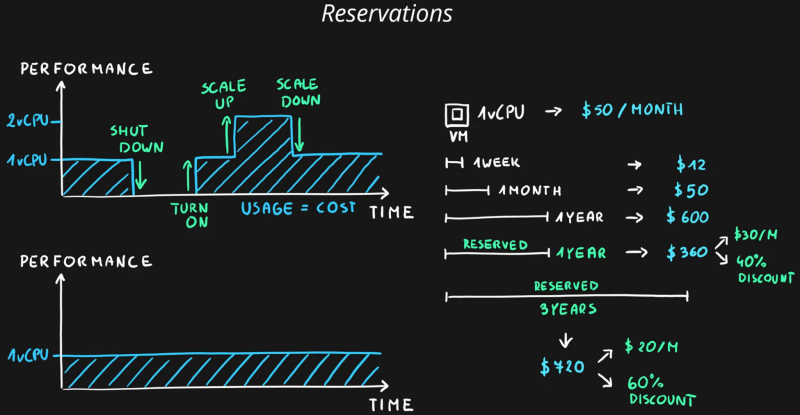 Reservations
PERFORMANCE
2vCPU
1vCPU
SHUT
DOWN
TURN
ON
SCALE
UP
SCALE
DOWN
USAGE = COST
TIME
PERFORMANCE
1vCPU
TIME
VM
1vCPU → $50 / MONTH
1WEEK → $12
1MONTH → $50
1YEAR → $600
RESERVED
1YEAR → $360
$30/M
40%
DISCOUNT
RESERVED
3YEARS
$720
$20/M
60%
DISCOUNT